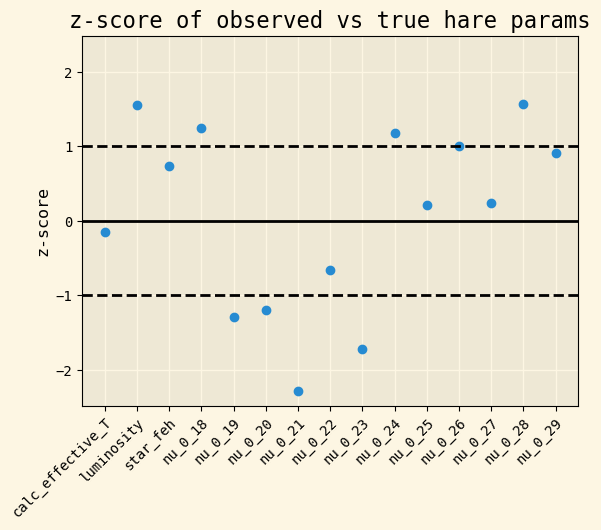 z-score of observed vs true hare params
z-score
2
1
0
−1
−2
calc_effective_T
luminosity
star_feh
nu_0_18
nu_0_19
nu_0_20
nu_0_21
nu_0_22
nu_0_23
nu_0_24
nu_0_25
nu_0_26
nu_0_27
nu_0_28
nu_0_29